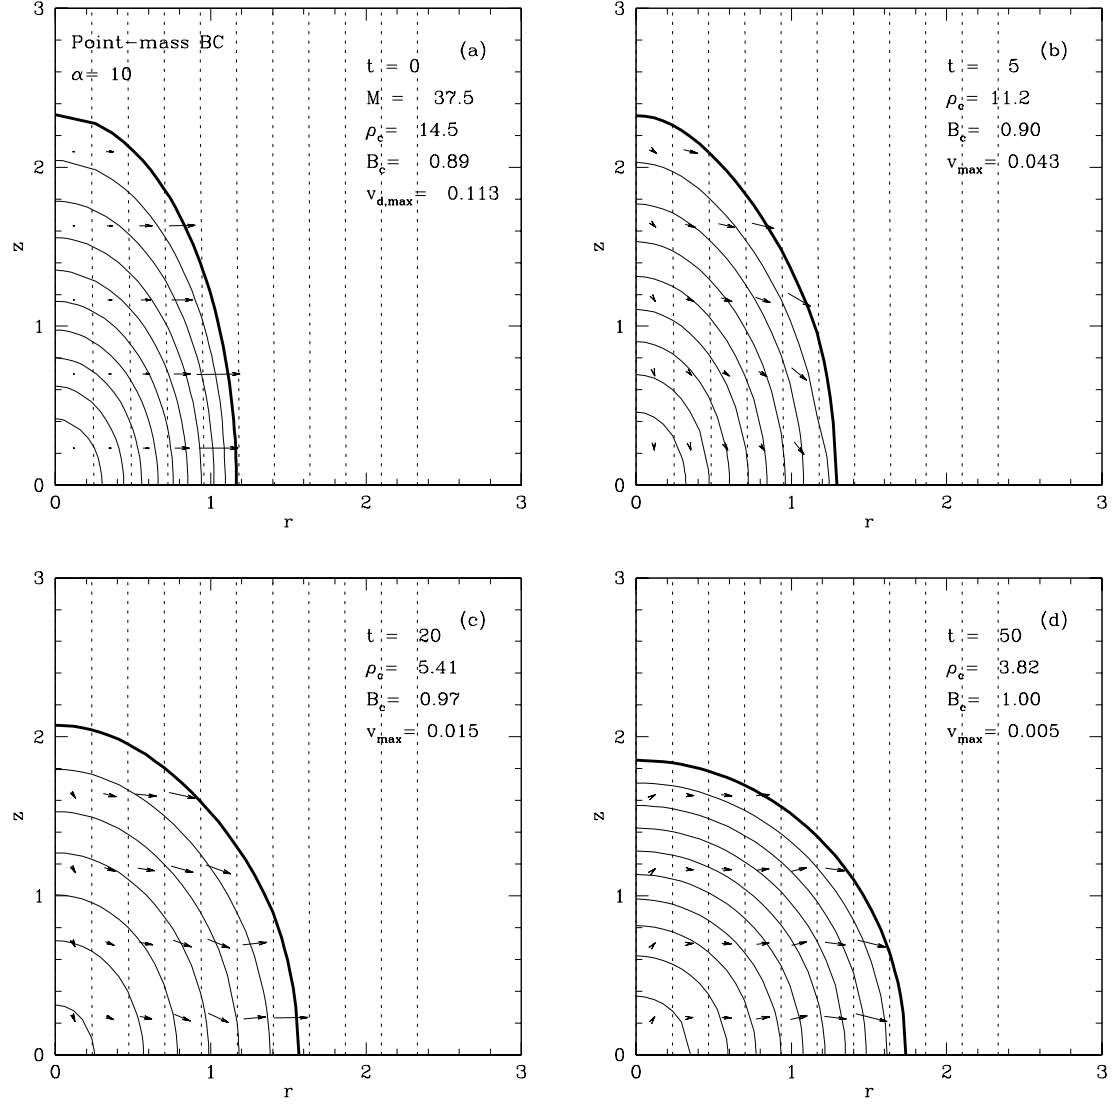 Point-mass BC
α= 10
(a)
t = 0
M = 37.5
ρc= 14.5
Bc= 0.89
vd,max= 0.113
3
2
1
0
z
0 1 2 3
r
(b)
t = 5
ρc= 11.2
Bc= 0.90
vmax= 0.043
3
2
1
0
z
0 1 2 3
r
(c)
t = 20
ρc= 5.41
Bc= 0.97
vmax= 0.015
3
2
1
0
z
0 1 2 3
r
(d)
t = 50
ρc= 3.82
Bc= 1.00
vmax= 0.005
3
2
1
0
z
0 1 2 3
r